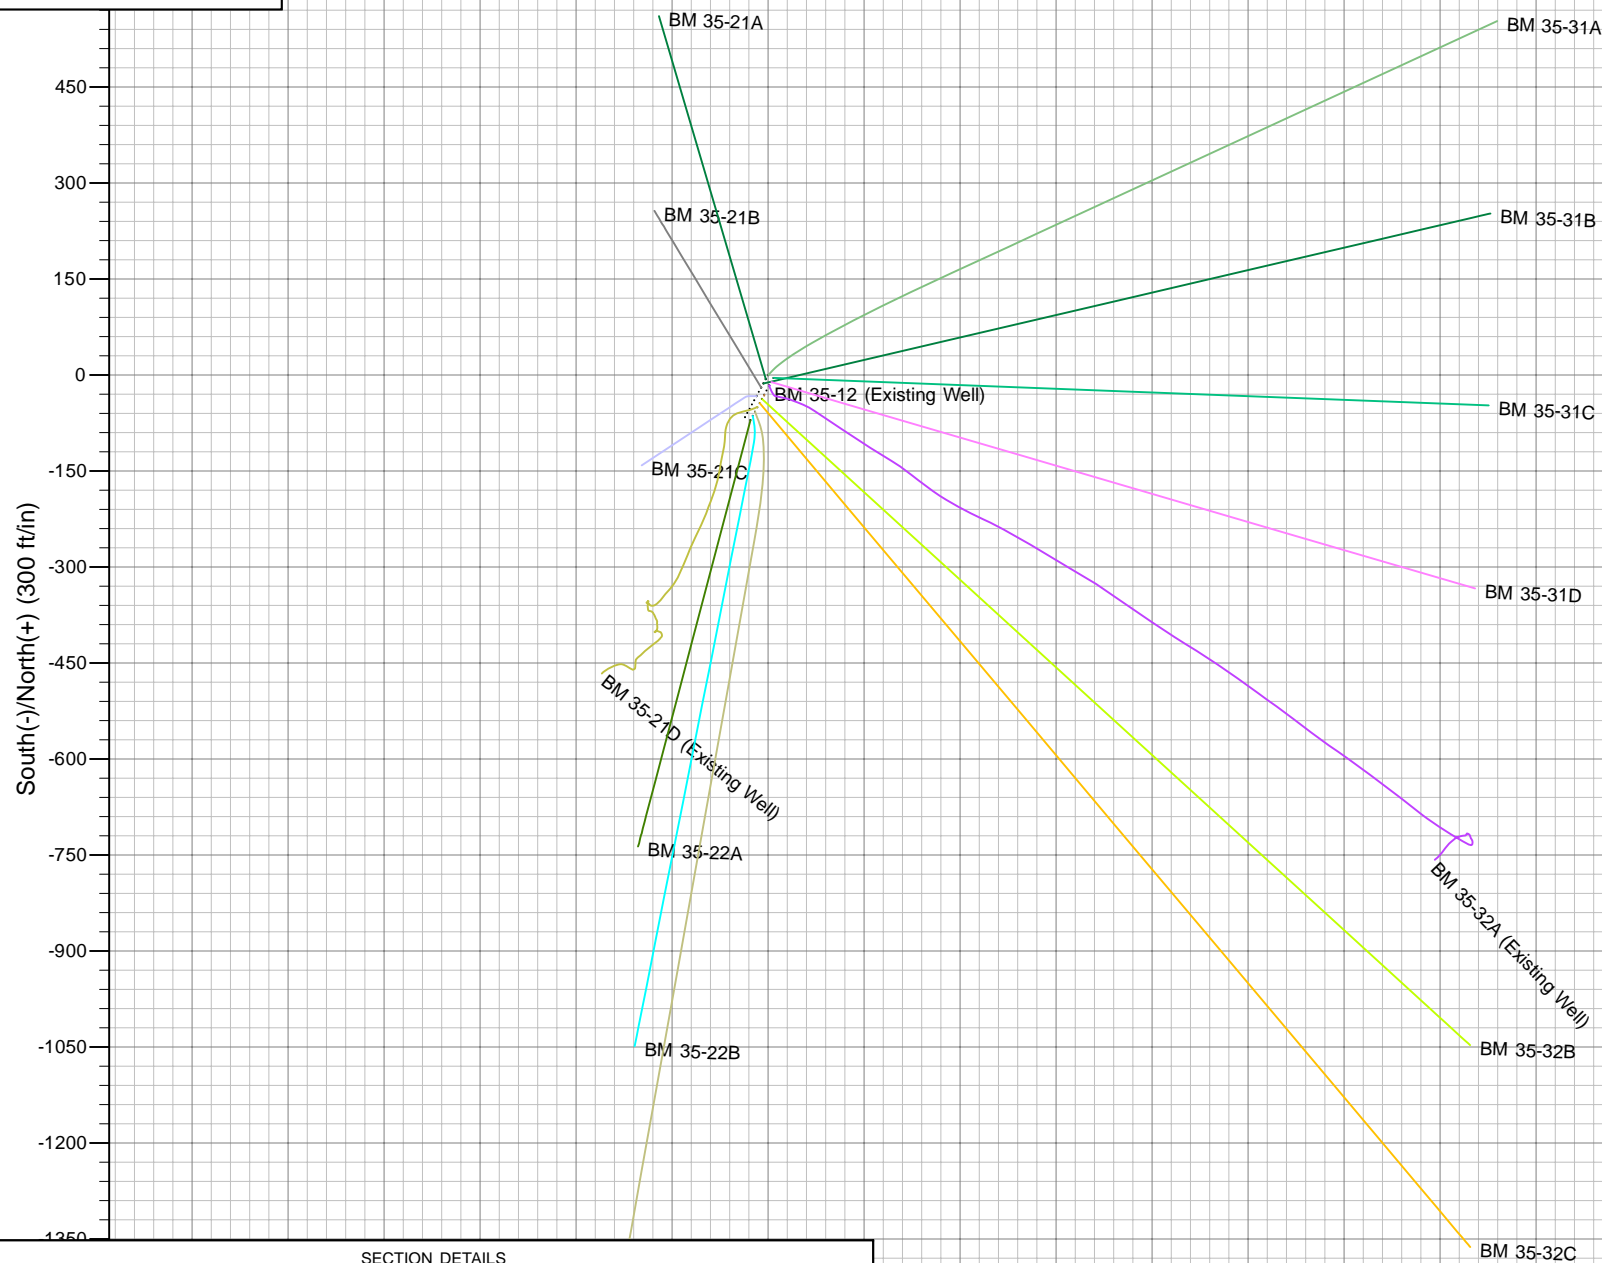 BM 35-21A
BM 35-31A
450
300
BM 35-21B
BM 35-31B
150
0
BM 35-12 (Existing Well)
BM 35-31C
-150
BM 35-21C
South(-)/North(+) (300 ft/in)
-300
BM 35-31D
-450
BM 35-21D (Existing Well)
-600
-750
BM 35-22A
BM 35-32A (Existing Well)
-900
-1050
BM 35-22B
BM 35-32B
-1200
-1350
BM 35-32C
SECTION DETAILS